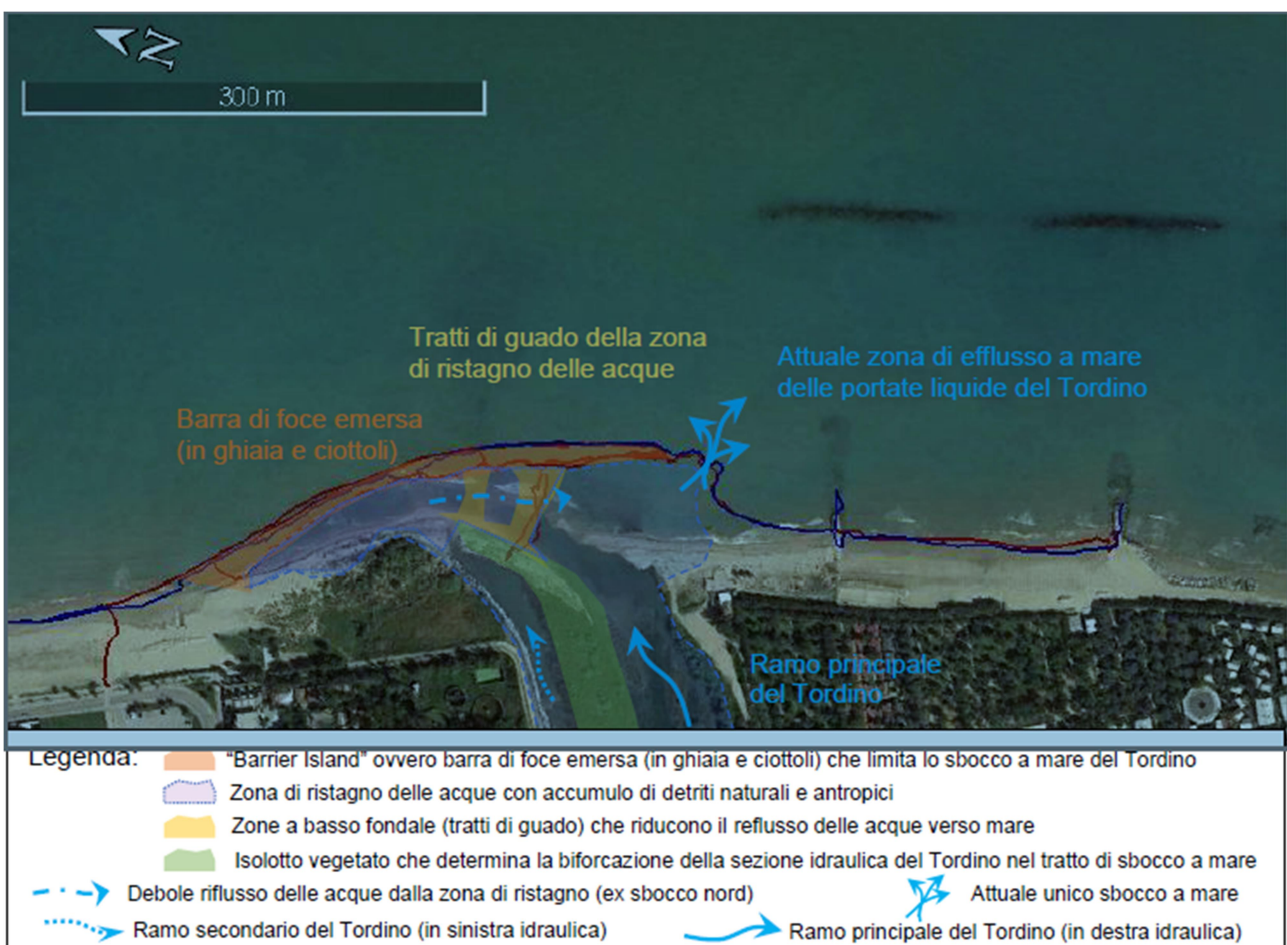 N
300 m
Tratti di guado della zona
di ristagno delle acque
Attuale zona di efflusso a mare
delle portate liquide del Tordino
Barra di foce emersa
(in ghiaia e ciottoli)
Ramo principale
del Tordino
Legenda:
"Barrier Island" ovvero barra di foce emersa (in ghiaia e ciottoli) che limita lo sbocco a mare del Tordino
Zona di ristagno delle acque con accumulo di detriti naturali e antropici
Zone a basso fondale (tratti di guado) che riducono il reflusso delle acque verso mare
Isolotto vegetato che determina la biforcazione della sezione idraulica del Tordino nel tratto di sbocco a mare
Debole riflusso delle acque dalla zona di ristagno (ex sbocco nord)
Attuale unico sbocco a mare
Ramo secondario del Tordino (in sinistra idraulica)
Ramo principale del Tordino (in destra idraulica)